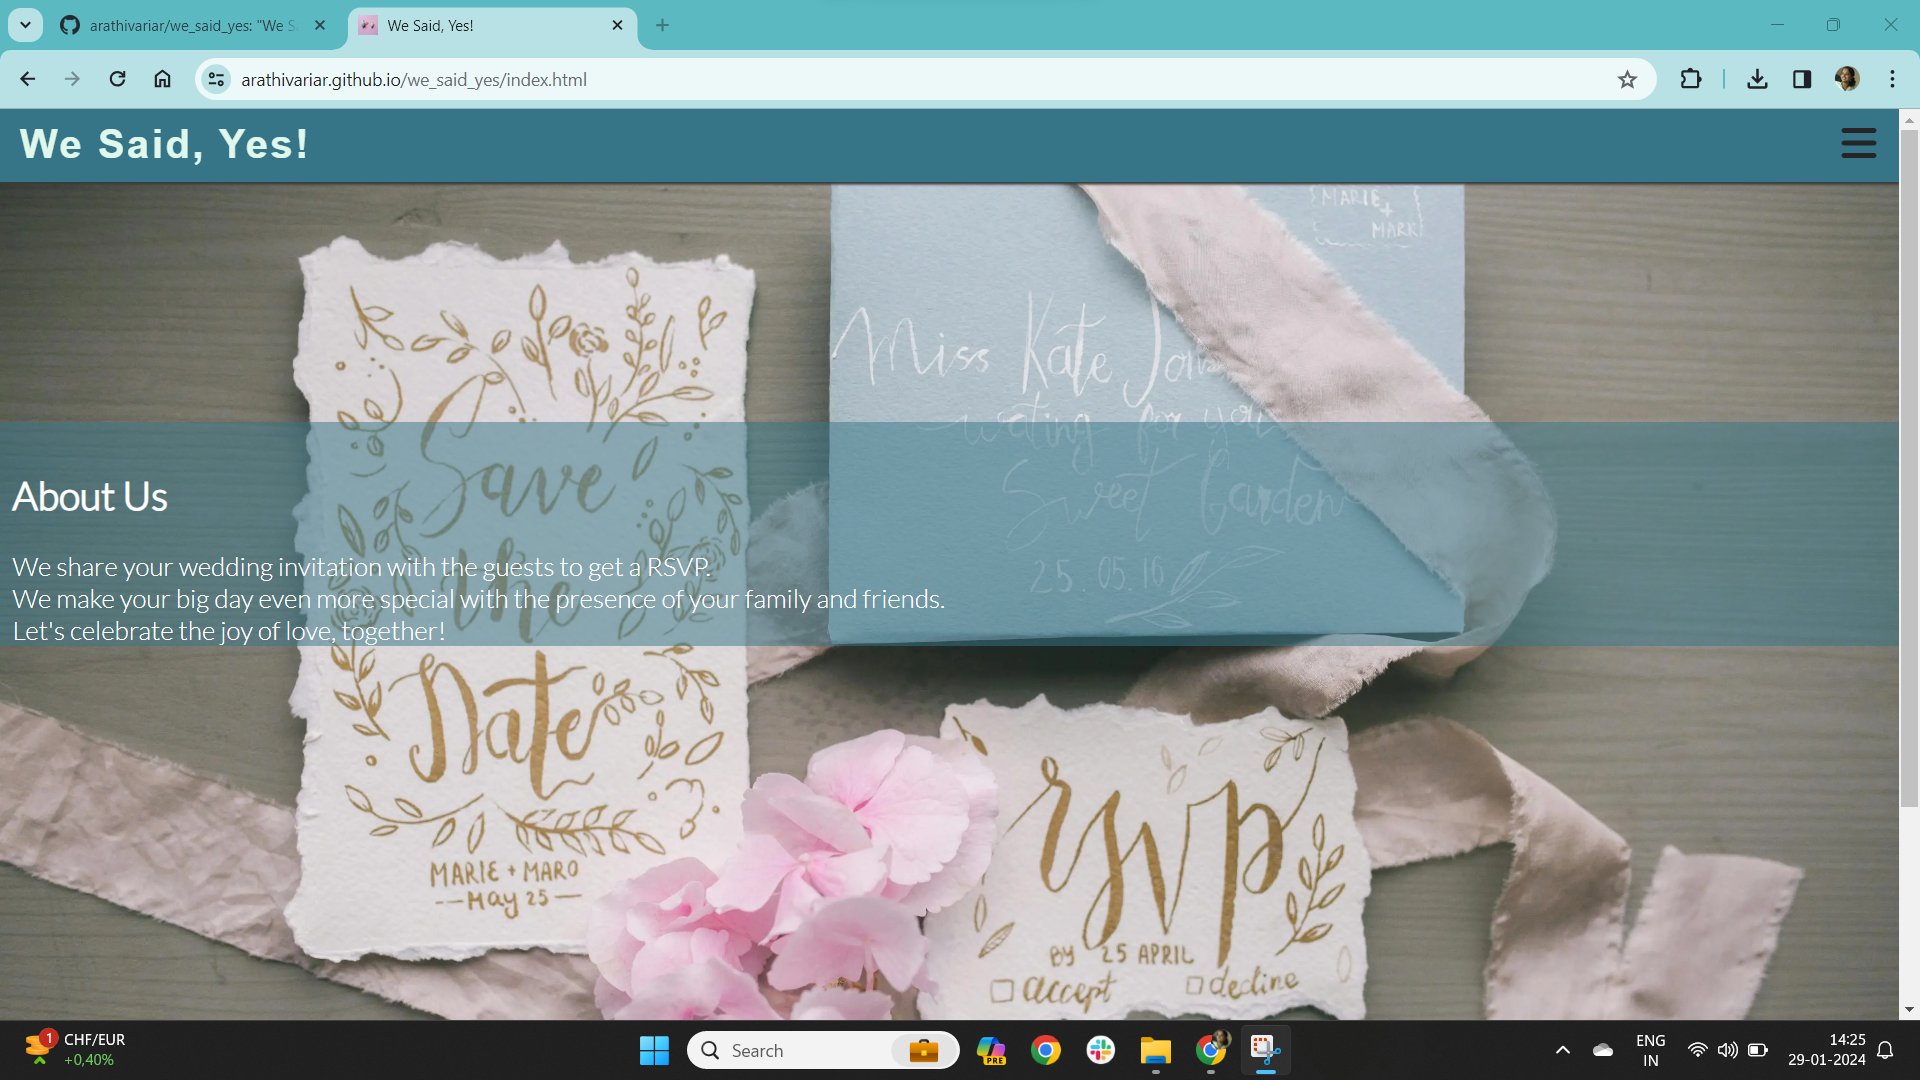 arathivariar/we_said_yes: "We S
We Said, Yes!
arathivariar.github.io/we_said_yes/index.html
We Said, Yes!
MARIE
+
MARK
Miss Kate
waiting for you
Sweet Garden
25.05.16
Save
the
Date
MARIE + MARO
--May 25--
About Us
We share your wedding invitation with the guests to get a RSVP.
We make your big day even more special with the presence of your family and friends.
Let's celebrate the joy of love, together!
rsvp
BY 25 APRIL
accept decline
1
CHF/EUR
+0,40%
Search
PRE
ENG
IN
14:25
29-01-2024